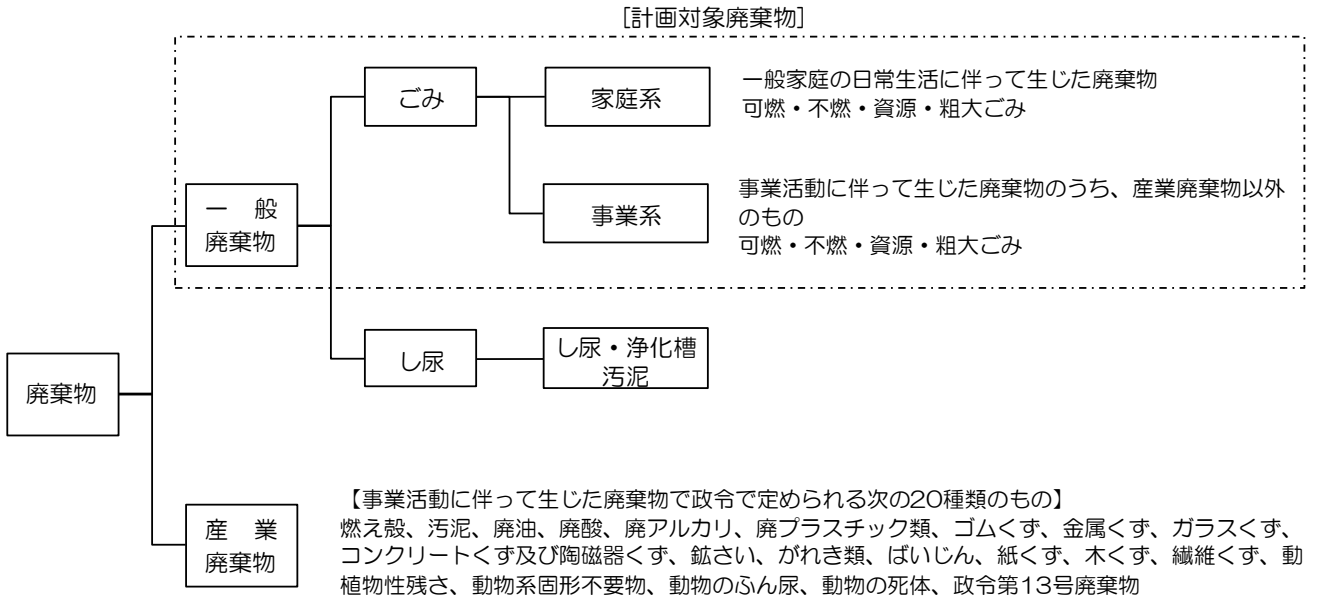 [計画対象廃棄物]
ごみ
家庭系
一般家庭の日常生活に伴って生じた廃棄物
可燃・不燃・資源・粗大ごみ
一 般
廃棄物
事業系
事業活動に伴って生じた廃棄物のうち、産業廃棄物以外
のもの
可燃・不燃・資源・粗大ごみ
し尿
し尿・浄化槽
汚泥
廃棄物
産 業
廃棄物
【事業活動に伴って生じた廃棄物で政令で定められる次の20種類のもの】
燃え殻、汚泥、廃油、廃酸、廃アルカリ、廃プラスチック類、ゴムくず、金属くず、ガラスくず、
コンクリートくず及び陶磁器くず、鉱さい、がれき類、ばいじん、紙くず、木くず、繊維くず、動
植物性残さ、動物系固形不要物、動物のふん尿、動物の死体、政令第13号廃棄物